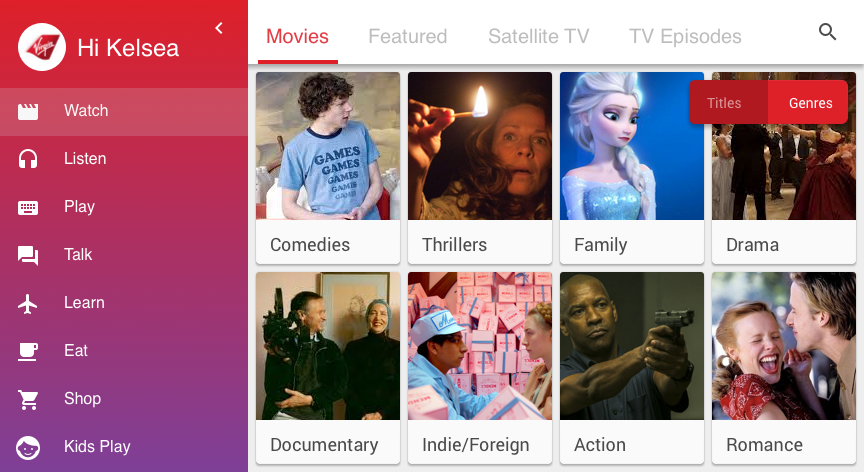 Virgin
Hi Kelsea
Watch
Listen
Play
Talk
Learn
Eat
Shop
Kids Play
Movies
Featured
Satellite TV
TV Episodes
Titles
Genres
GAMES
GAMES
GAMES
GAMES
GAMES
Comedies
Thrillers
Family
Drama
Documentary
Indie/Foreign
Action
Romance